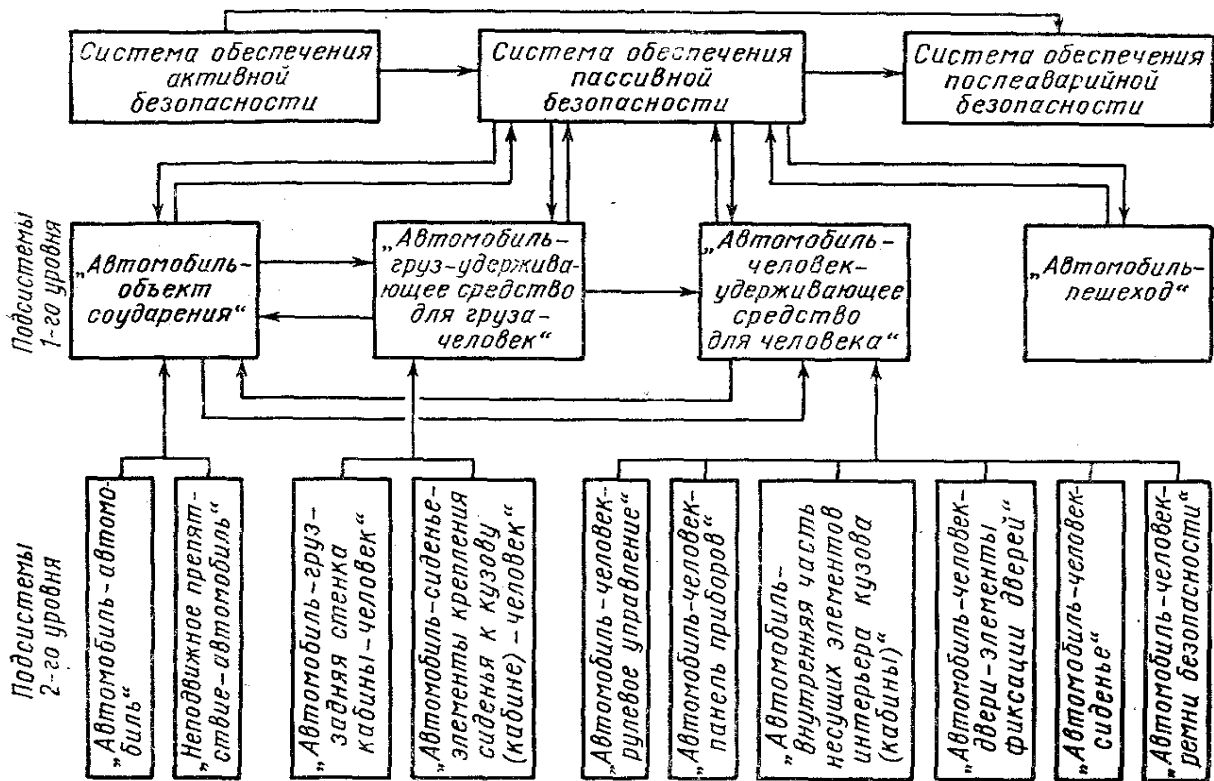 Система обеспечения
активной
безопасности
Система обеспечения
пассивной
безопасности
Система обеспечения
послеаварийной
безопасности
Подсистемы
1-го уровня
„Автомобиль-
объект
соударения“
„Автомобиль-
груз-удержива-
ющее средство
для груза-
человек“
„Автомобиль-
человек-
удерживающее
средство
для человека“
„Автомобиль-
пешеход“
Подсистемы
2-го уровня
„Автомобиль-автомо-
биль“
„Неподвижное препят-
ствие-автомобиль“
„Автомобиль-груз-
задняя стенка
кабины-человек“
„Автомобиль-сиденье-
элементы крепления
сиденья к кузову
(кабине)-человек“
„Автомобиль-человек-
рулевое управление“
„Автомобиль-человек-
панель приборов“
„Автомобиль-
внутренняя часть
несущих элементов
интерьера кузова
(кабины)“
„Автомобиль-человек-
двери-элементы
фиксации дверей“
„Автомобиль-человек-
сиденье“
„Автомобиль-человек-
ремни безопасности“